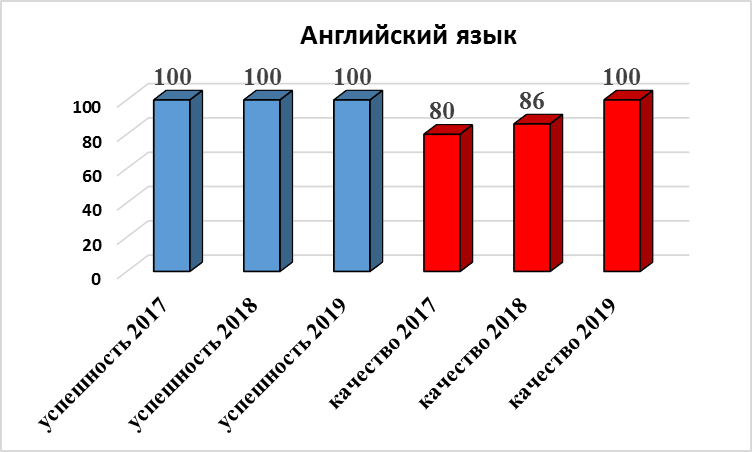 Английский язык
100 100 100 80 86 100
100
80
60
40
20
0
успешность 2017
успешность 2018
успешность 2019
качество 2017
качество 2018
качество 2019